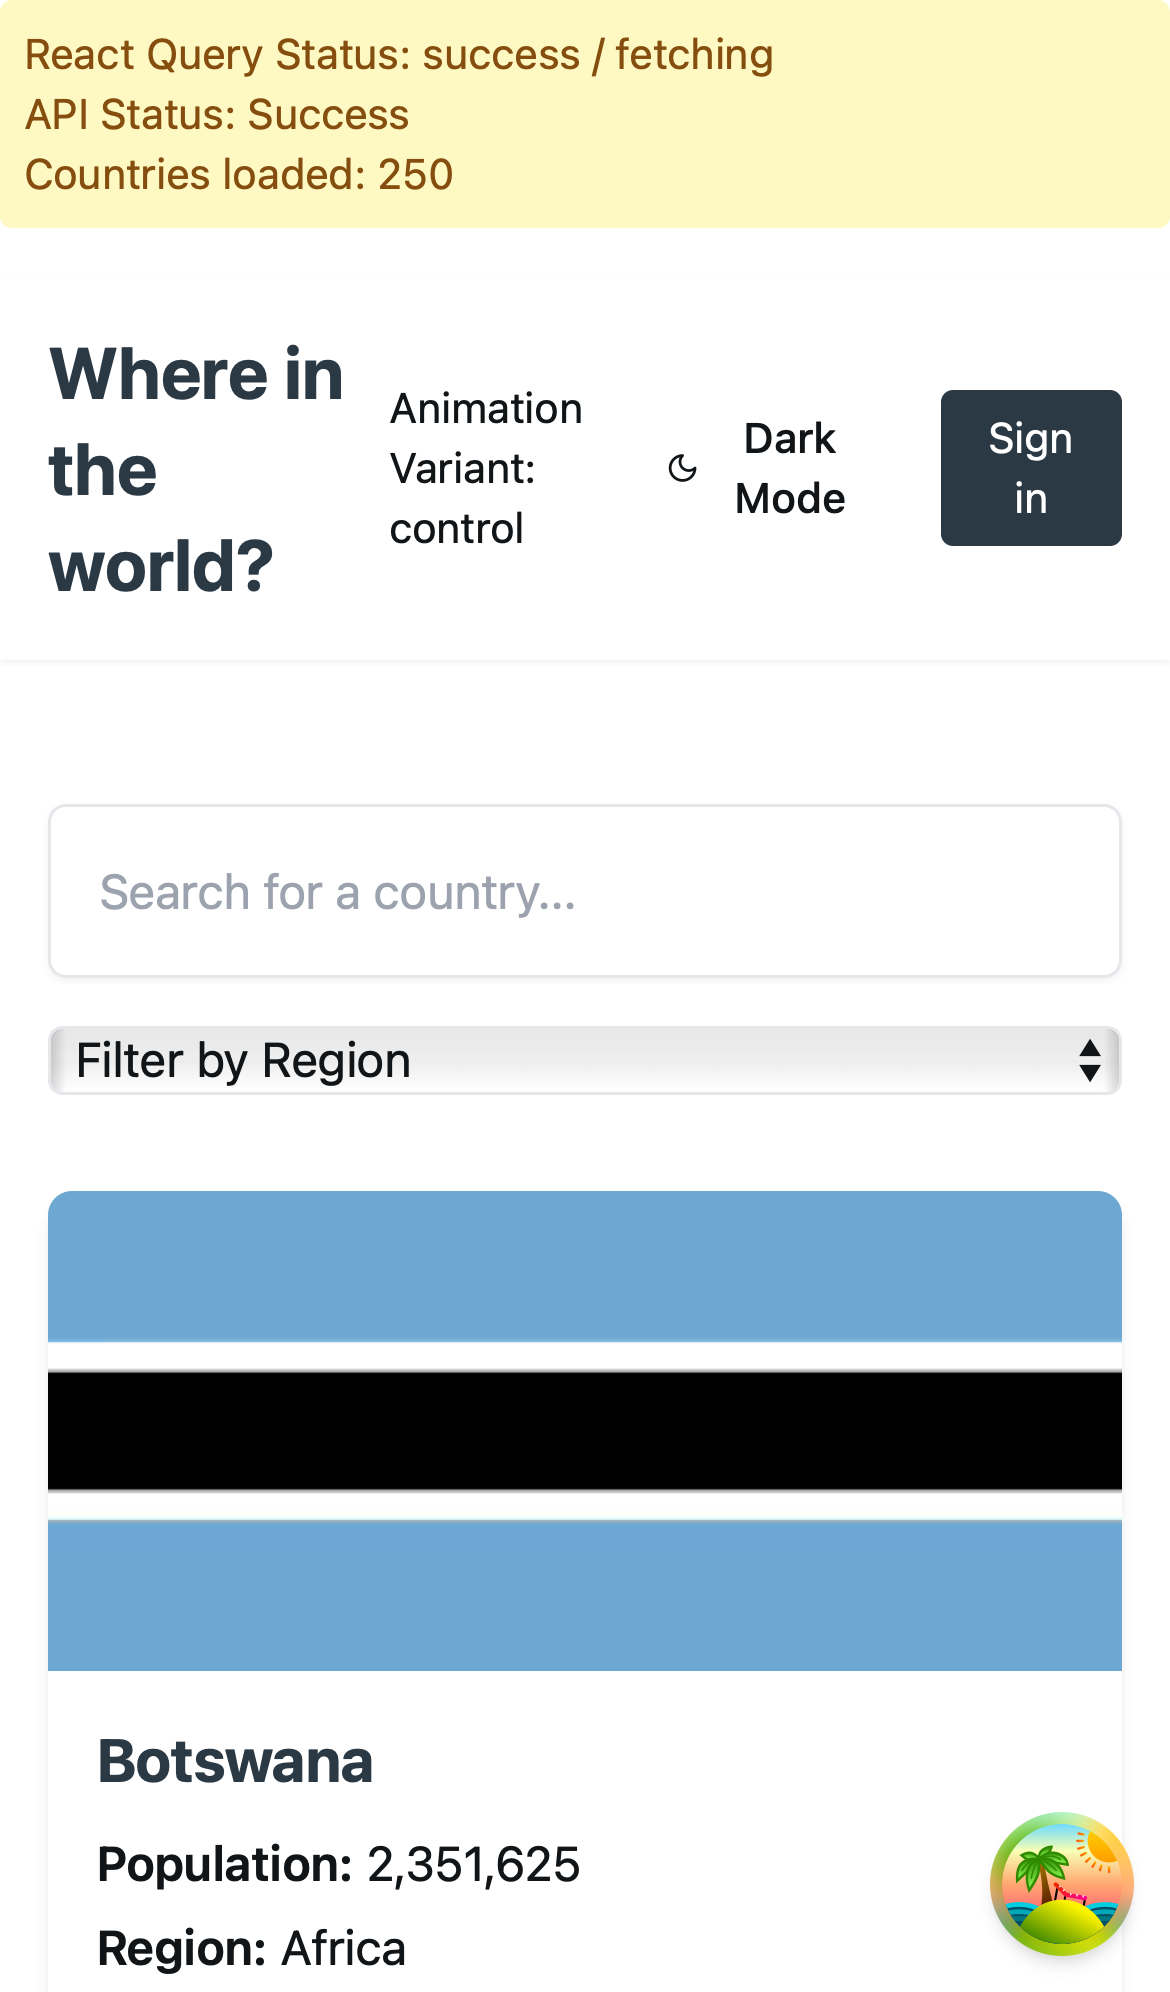 React Query Status: success / fetching
API Status: Success
Countries loaded: 250
Where in
the
world?
Animation
Variant:
control
Dark
Mode
Sign
in
Search for a country...
Filter by Region
Botswana
Population: 2,351,625
Region: Africa